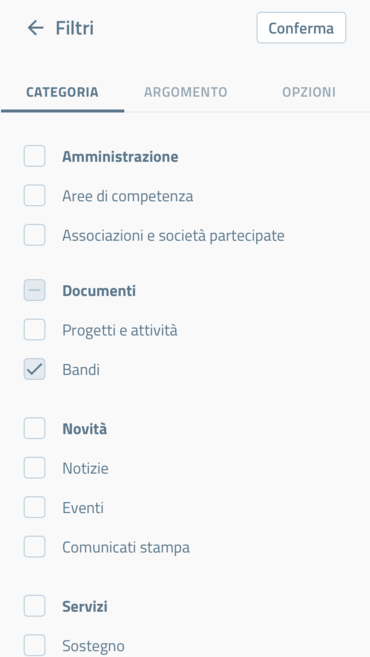 Filtri
Conferma
CATEGORIA ARGOMENTO OPZIONI
Amministrazione
Aree di competenza
Associazioni e società partecipate
Documenti
Progetti e attività
Bandi
Novità
Notizie
Eventi
Comunicati stampa
Servizi
Sostegno